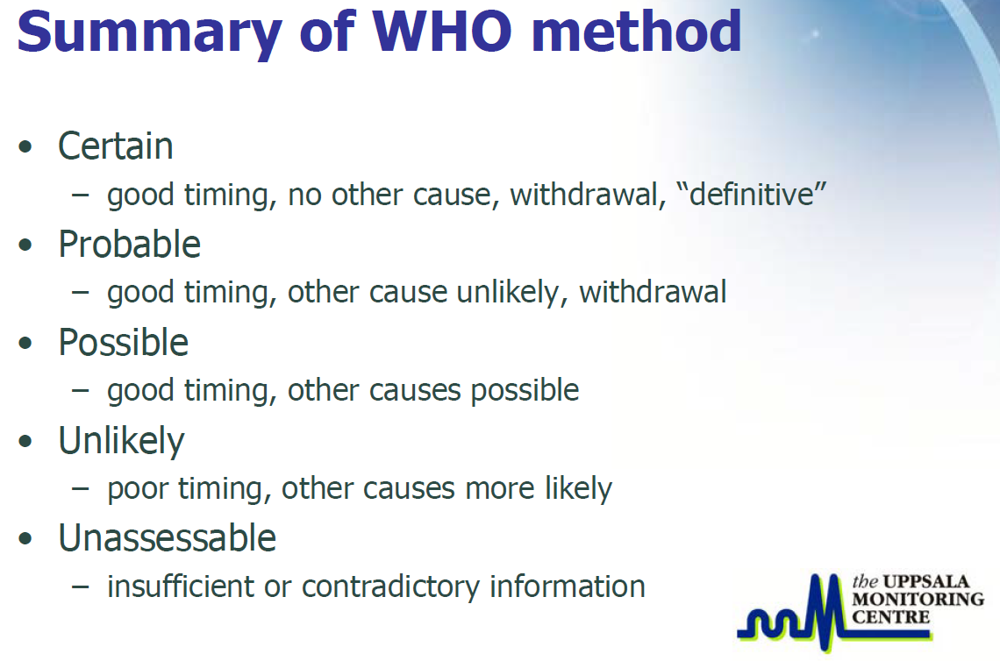 Summary of WHO method
• Certain
– good timing, no other cause, withdrawal, “definitive”
• Probable
– good timing, other cause unlikely, withdrawal
• Possible
– good timing, other causes possible
• Unlikely
– poor timing, other causes more likely
• Unassessable
– insufficient or contradictory information
the UPPSALA
MONITORING
CENTRE